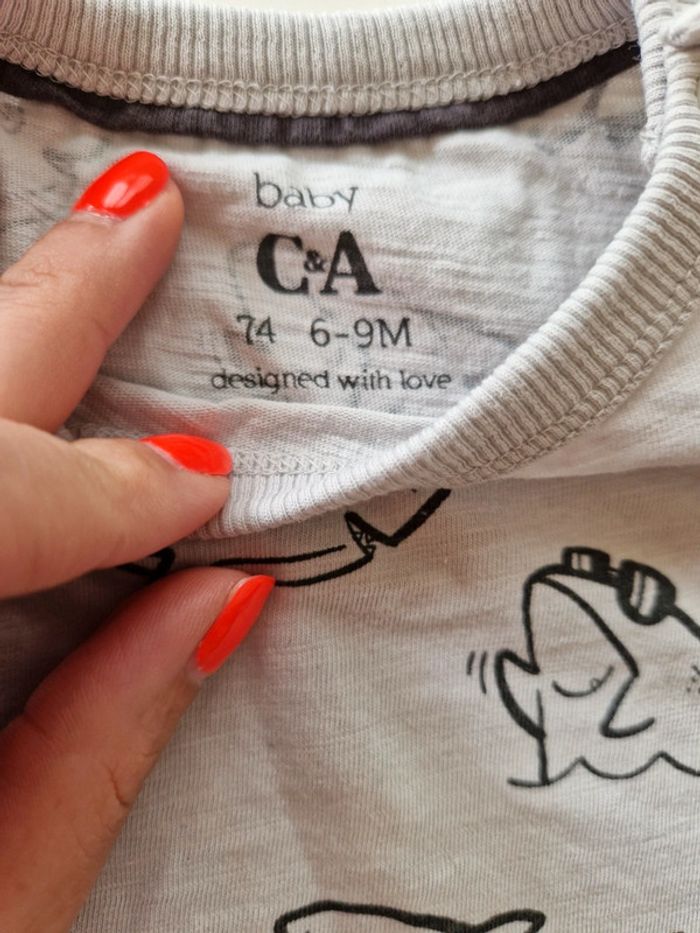 baby
C&A
74 6-9M
designed with love